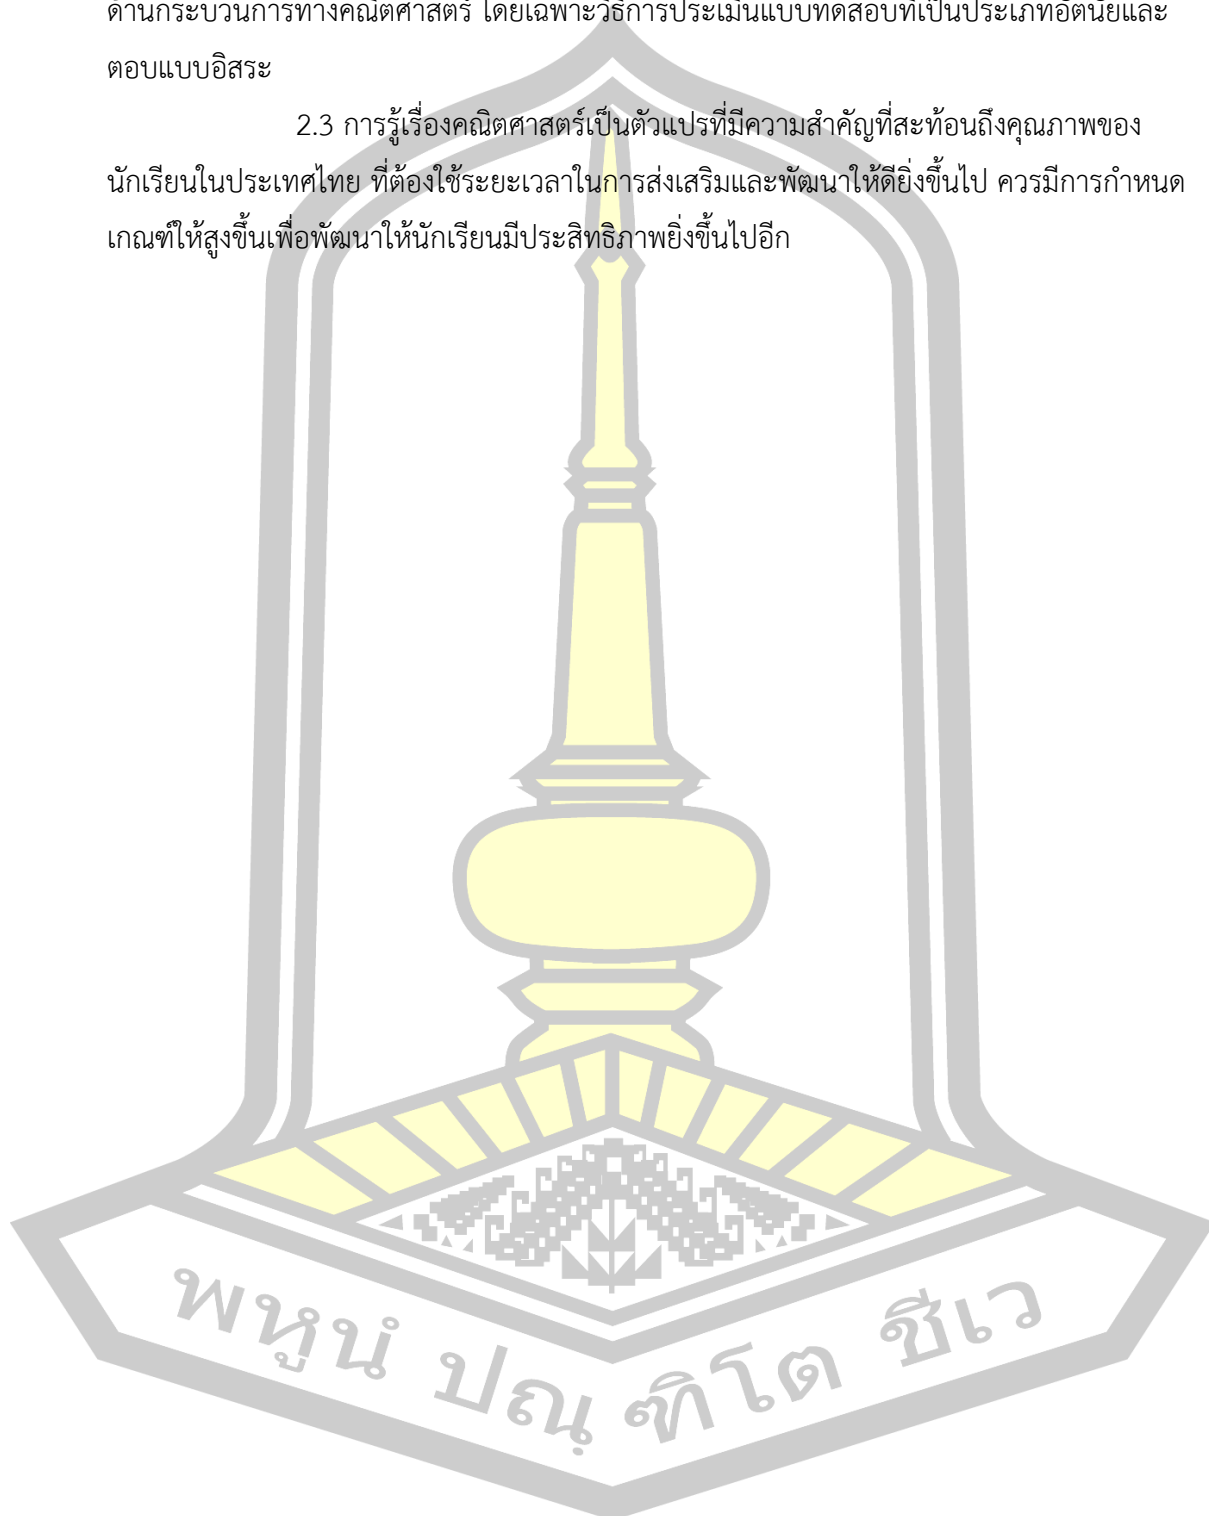 ด้านกระบวนการทางคณิตศาสตร์ โดยเฉพาะวิธีการประเมินแบบทดสอบที่เป็นประเภทอัตนัยและ
ตอบแบบอิสระ
2.3 การรู้เรื่องคณิตศาสตร์เป็นตัวแปรที่มีความสำคัญที่สะท้อนถึงคุณภาพของ
นักเรียนในประเทศไทย ที่ต้องใช้ระยะเวลาในการส่งเสริมและพัฒนาให้ดียิ่งขึ้นไป ควรมีการกำหนด
เกณฑ์ให้สูงขึ้นเพื่อพัฒนาให้นักเรียนมีประสิทธิภาพยิ่งขึ้นไปอีก
พหูนํ ปณฺฑิโต ชีเว